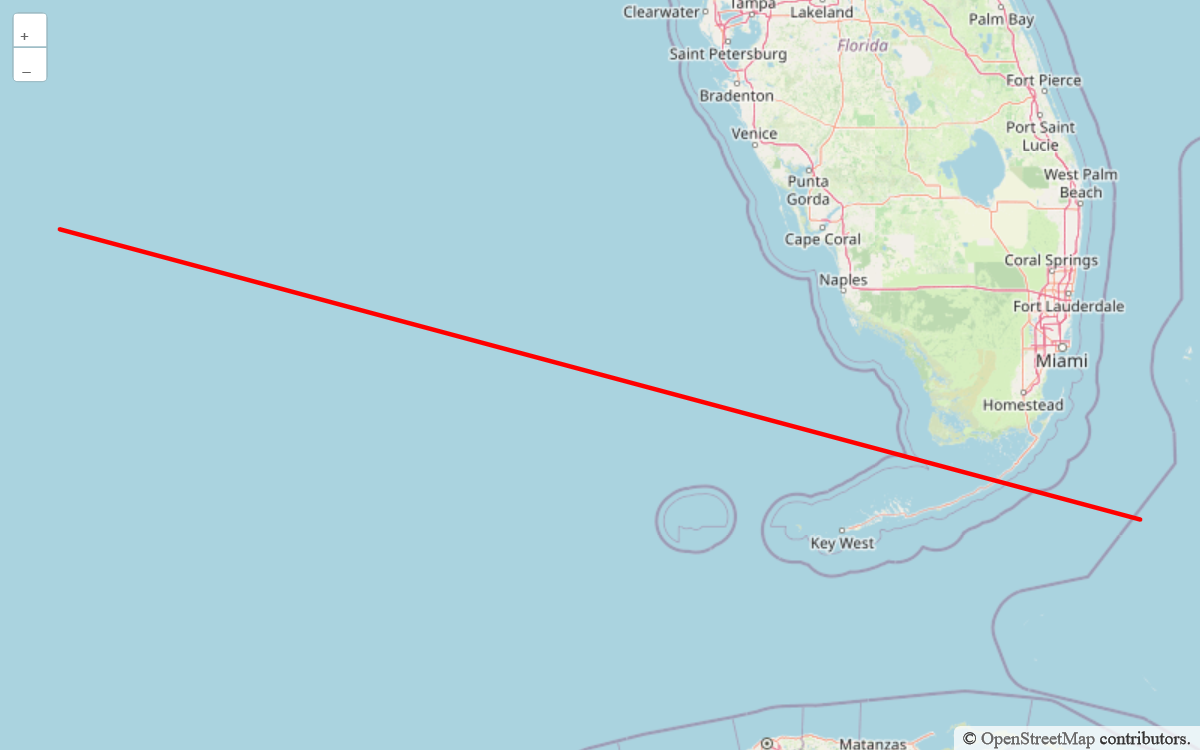 +
–
Clearwater
Tampa
Lakeland
Palm Bay
Saint Petersburg
Florida
Fort Pierce
Bradenton
Venice
Port Saint
Lucie
Punta
Gorda
West Palm
Beach
Cape Coral
Coral Springs
Naples
Fort Lauderdale
Miami
Homestead
Key West
Matanzas
© OpenStreetMap contributors.